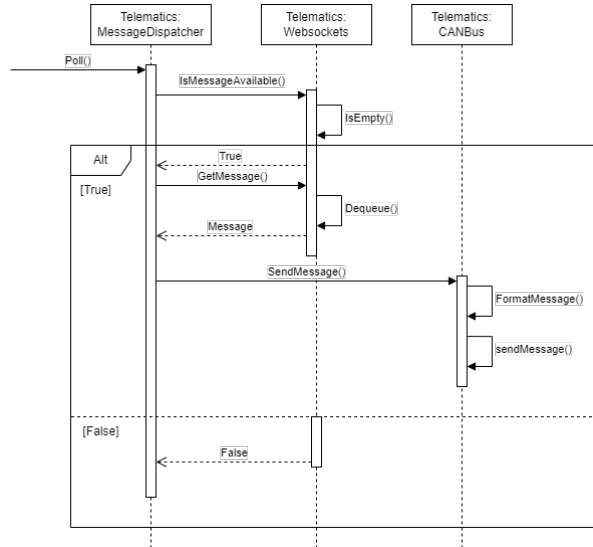 Telematics:
MessageDispatcher
Telematics:
Websockets
Telematics:
CANBus
Poll()
IsMessageAvailable()
IsEmpty()
Alt
True
[True]
GetMessage()
Dequeue()
Message
SendMessage()
FormatMessage()
sendMessage()
[False]
False